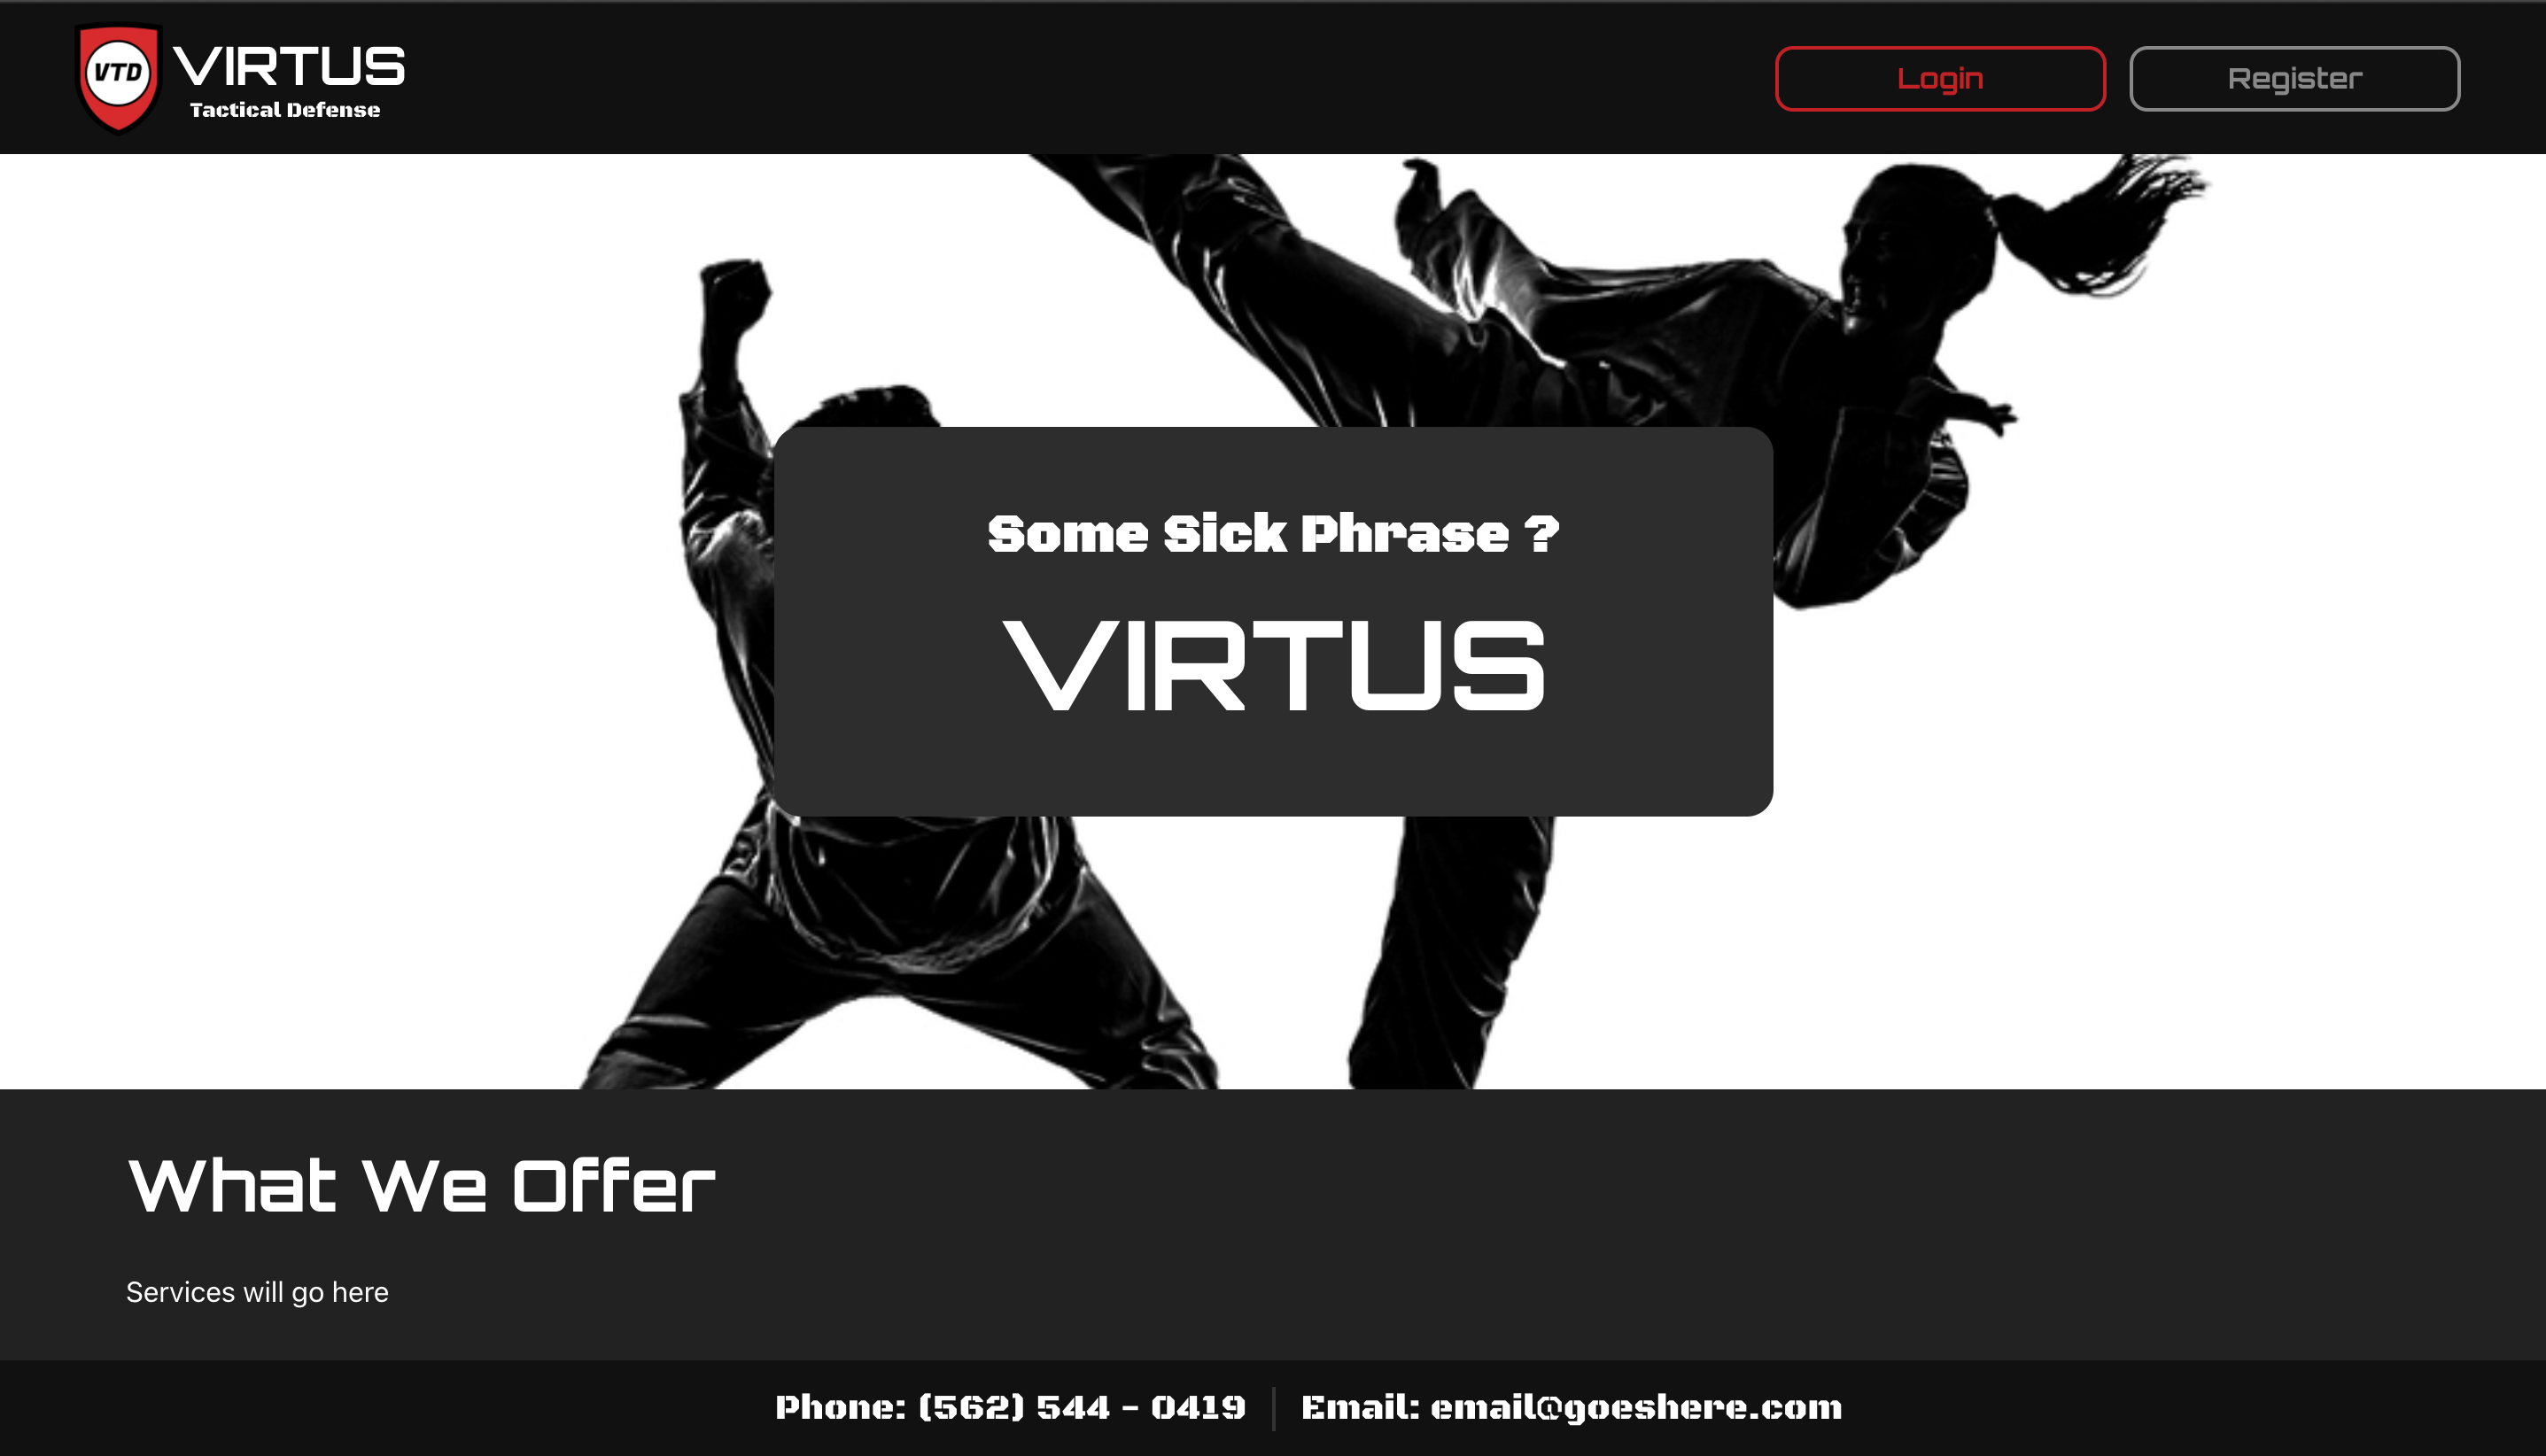 VTD
VIRTUS
Tactical Defense
Login
Register
Some Sick Phrase ?
VIRTUS
What We Offer
Services will go here
Phone: (562) 544 - 0419
Email: email@goeshere.com